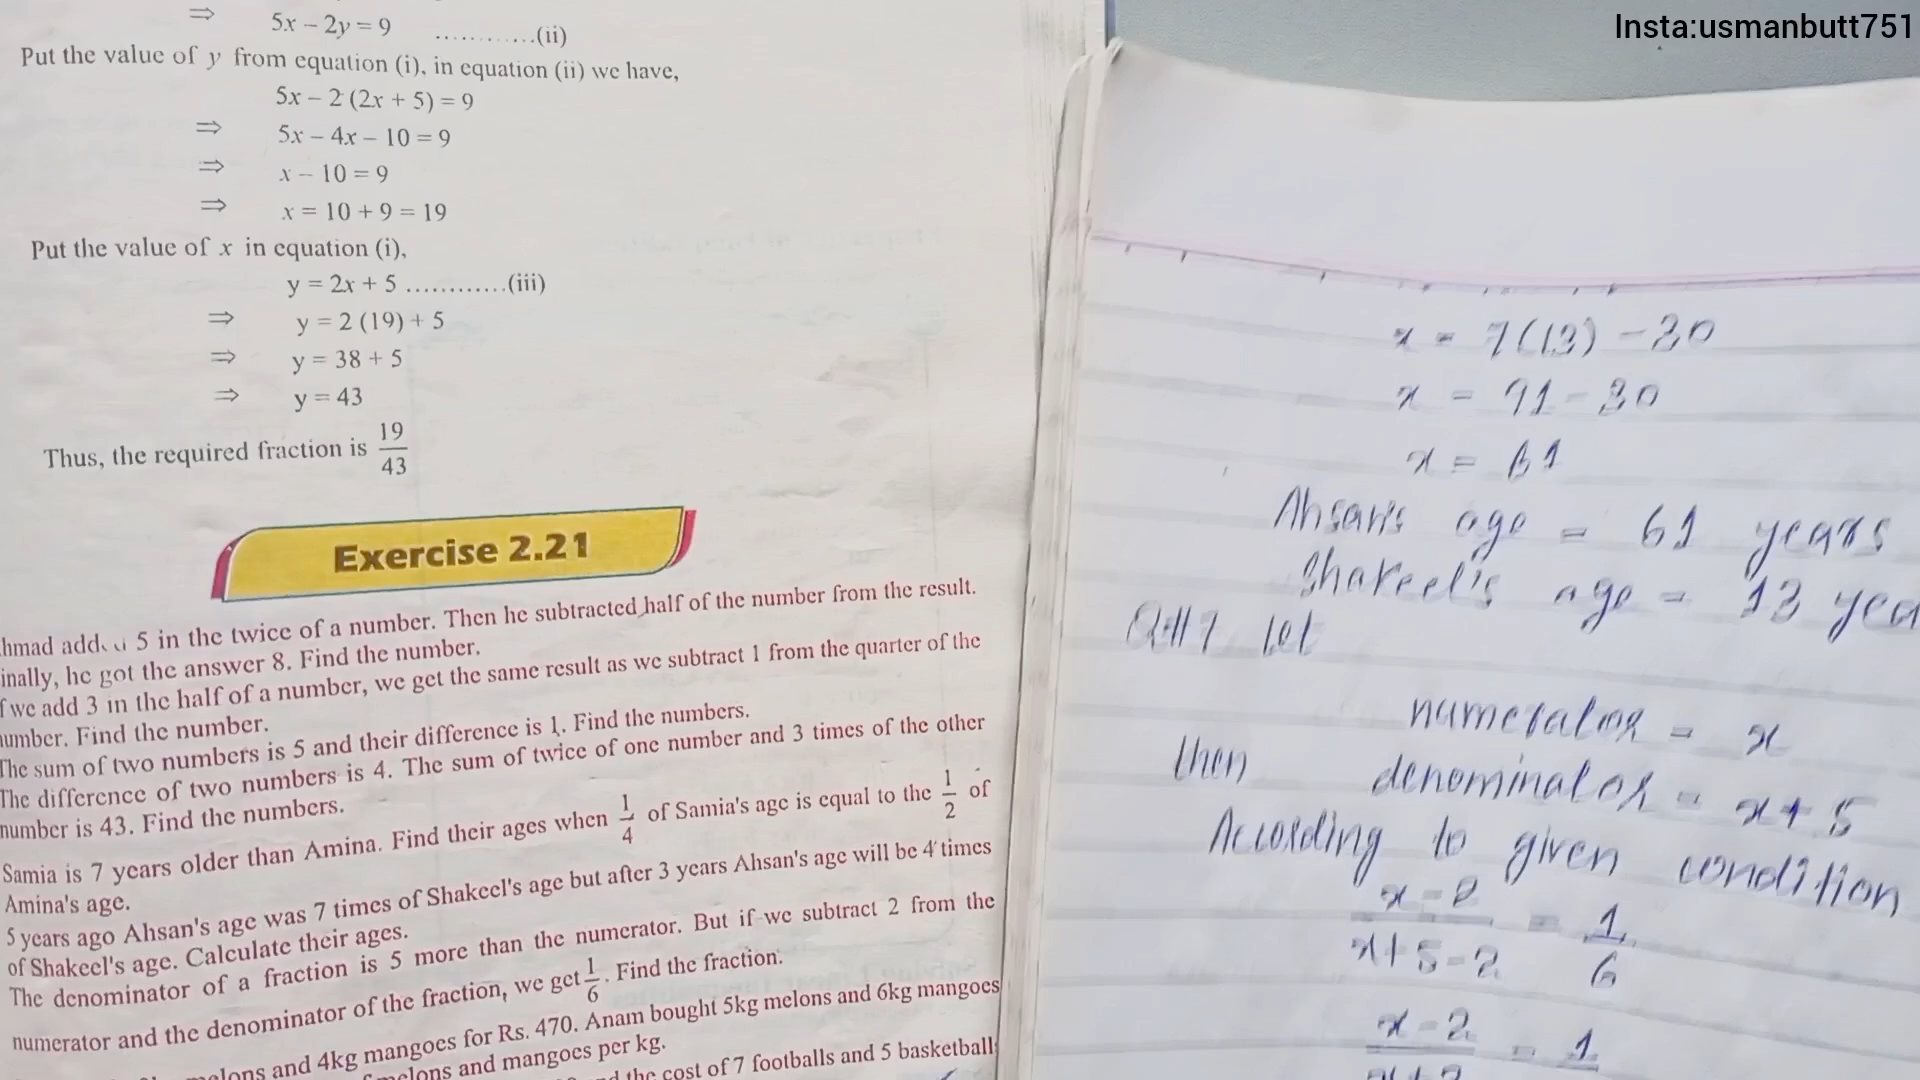 Insta:usmanbutt751
⇒ 5x – 2y = 9 ............(ii)
Put the value of y from equation (i), in equation (ii) we have,
5x – 2 (2x + 5) = 9
⇒ 5x – 4x – 10 = 9
⇒ x – 10 = 9
⇒ x = 10 + 9 = 19
Put the value of x in equation (i),
y = 2x + 5 ............(iii)
⇒ y = 2 (19) + 5
⇒ y = 38 + 5
⇒ y = 43
Thus, the required fraction is 19/43
Exercise 2.21
hmad add 5 in the twice of a number. Then he subtracted half of the number from the result.
inally, he got the answer 8. Find the number.
f we add 3 in the half of a number, we get the same result as we subtract 1 from the quarter of the
umber. Find the number.
The sum of two numbers is 5 and their difference is 1. Find the numbers.
The difference of two numbers is 4. The sum of twice of one number and 3 times of the other
number is 43. Find the numbers.
Samia is 7 years older than Amina. Find their ages when 1/4 of Samia's age is equal to the 1/2 of
Amina's age.
5 years ago Ahsan's age was 7 times of Shakeel's age but after 3 years Ahsan's age will be 4 times
of Shakeel's age. Calculate their ages.
The denominator of a fraction is 5 more than the numerator. But if we subtract 2 from the
numerator and the denominator of the fraction, we get 1/6. Find the fraction.
elons and 4kg mangoes for Rs. 470. Anam bought 5kg melons and 6kg mangoes
elons and mangoes per kg.
d the cost of 7 footballs and 5 basketball
x = 7(13) - 30
x = 91 - 30
x = 61
Ahsan's age = 61 years
Shakeel's age = 13 yea
Q#7 let
numerator = x
then denominator = x + 5
According to given condition
x - 2 / x + 5 - 2 = 1/6
x - 2 = 1